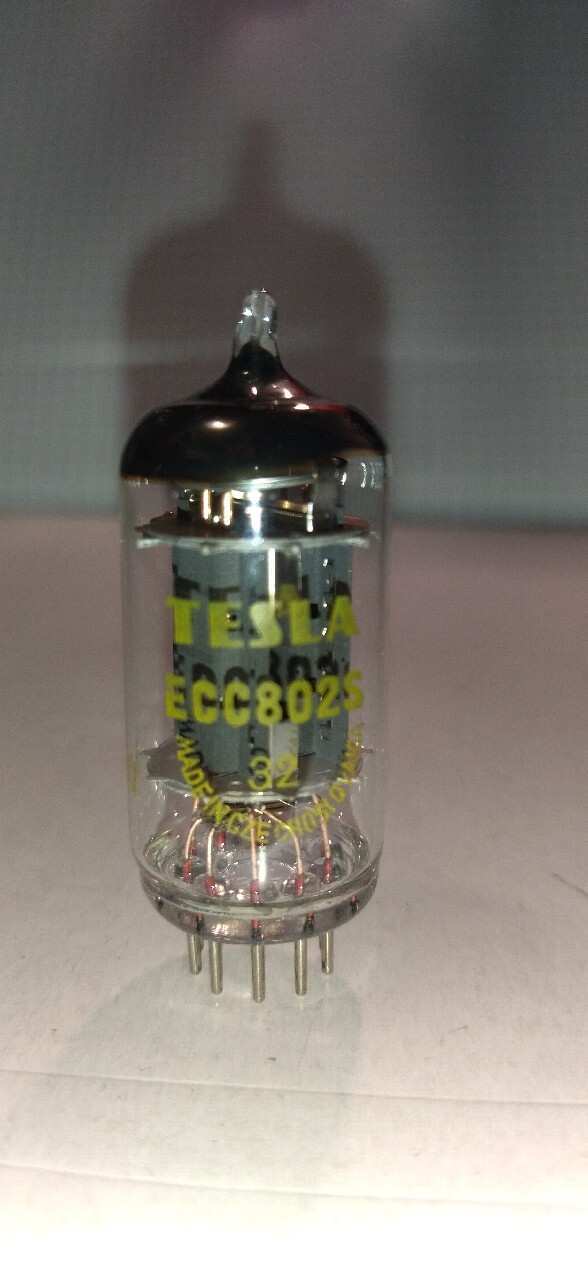 TESLA
ECC802S
32
MADE IN CZECHOSLOVAKIA